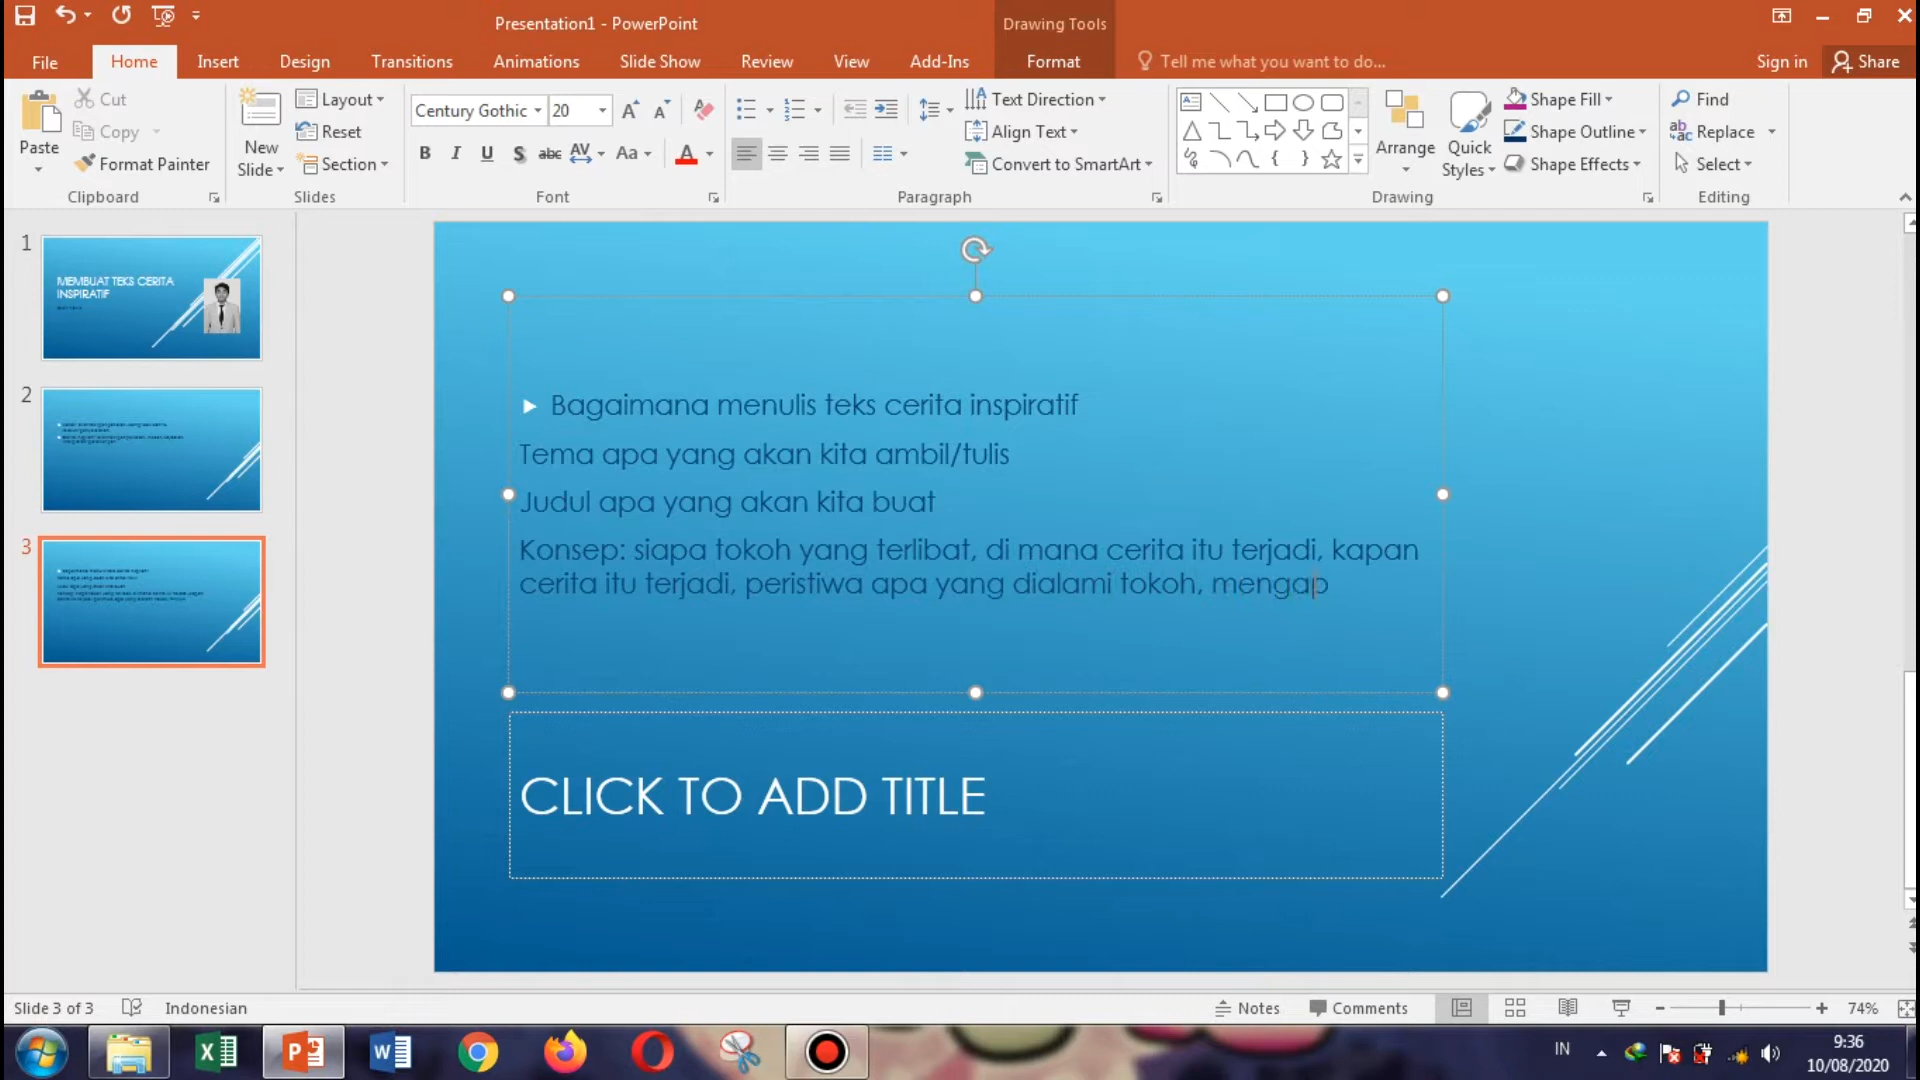 Presentation1 - PowerPoint
Drawing Tools
File
Home
Insert
Design
Transitions
Animations
Slide Show
Review
View
Add-Ins
Format
Tell me what you want to do...
Sign in
Share
Paste
Cut
Copy
Format Painter
Clipboard
New Slide
Layout
Reset
Section
Slides
Century Gothic
20
B I U S abc AV Aa A
Font
Text Direction
Align Text
Convert to SmartArt
Paragraph
Arrange
Quick Styles
Shape Fill
Shape Outline
Shape Effects
Drawing
Find
Replace
Select
Editing
1
MEMBUAT TEKS CERITA
INSPIRATIF
2
3
Bagaimana menulis teks cerita inspiratif
Tema apa yang akan kita ambil/tulis
Judul apa yang akan kita buat
Konsep: siapa tokoh yang terlibat, di mana cerita itu terjadi, kapan
cerita itu terjadi, peristiwa apa yang dialami tokoh, mengap
CLICK TO ADD TITLE
Slide 3 of 3
Indonesian
Notes
Comments
74%
IN
9:36
10/08/2020